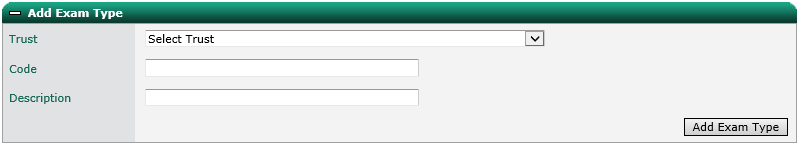 Add Exam Type
Trust Select Trust
Code
Description
Add Exam Type